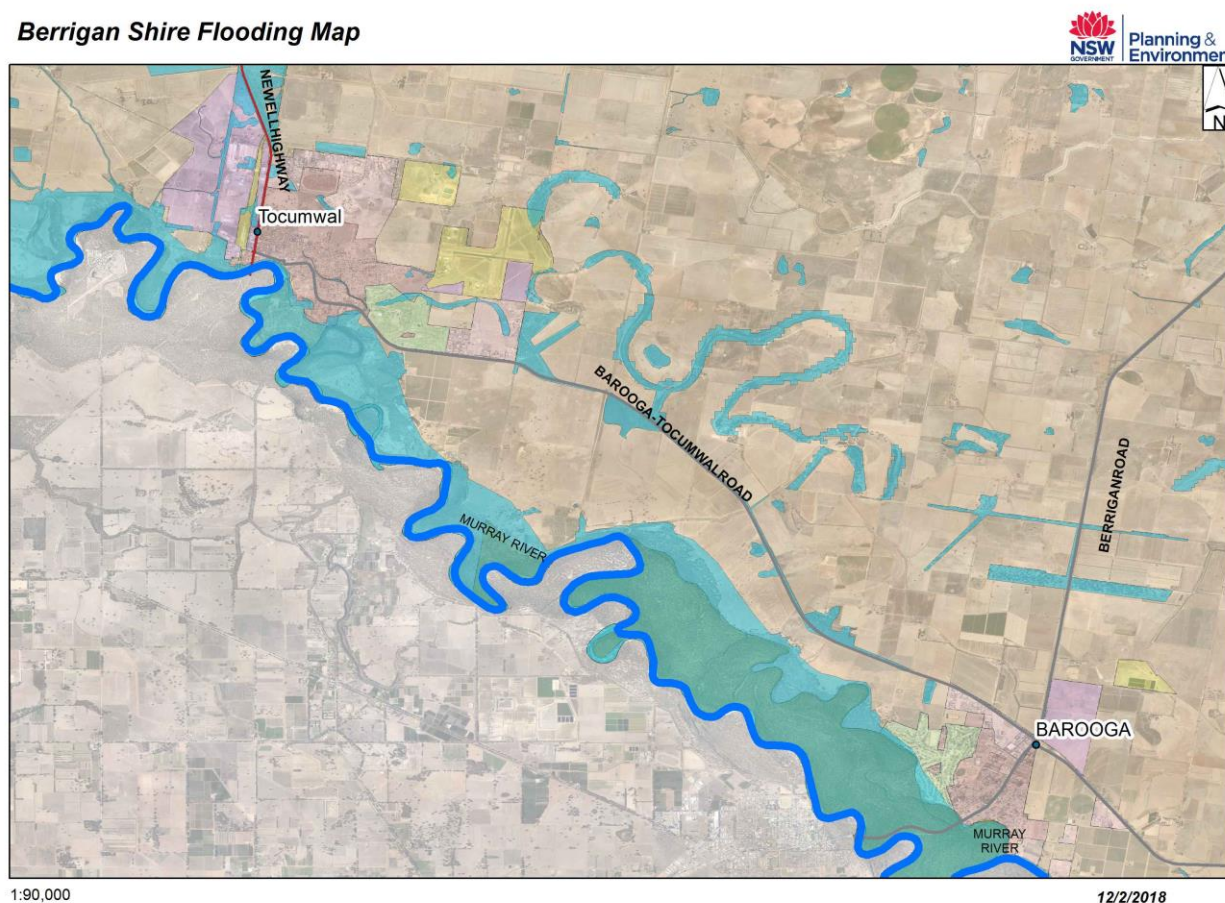 Berrigan Shire Flooding Map
NSW
GOVERNMENT
Planning &
Environmen
N
NEWELLHIGHWAY
Tocumwal
BAROOGA-TOCUMWALROAD
BERRIGANROAD
MURRAY RIVER
BAROOGA
MURRAY
RIVER
1:90,000
12/2/2018